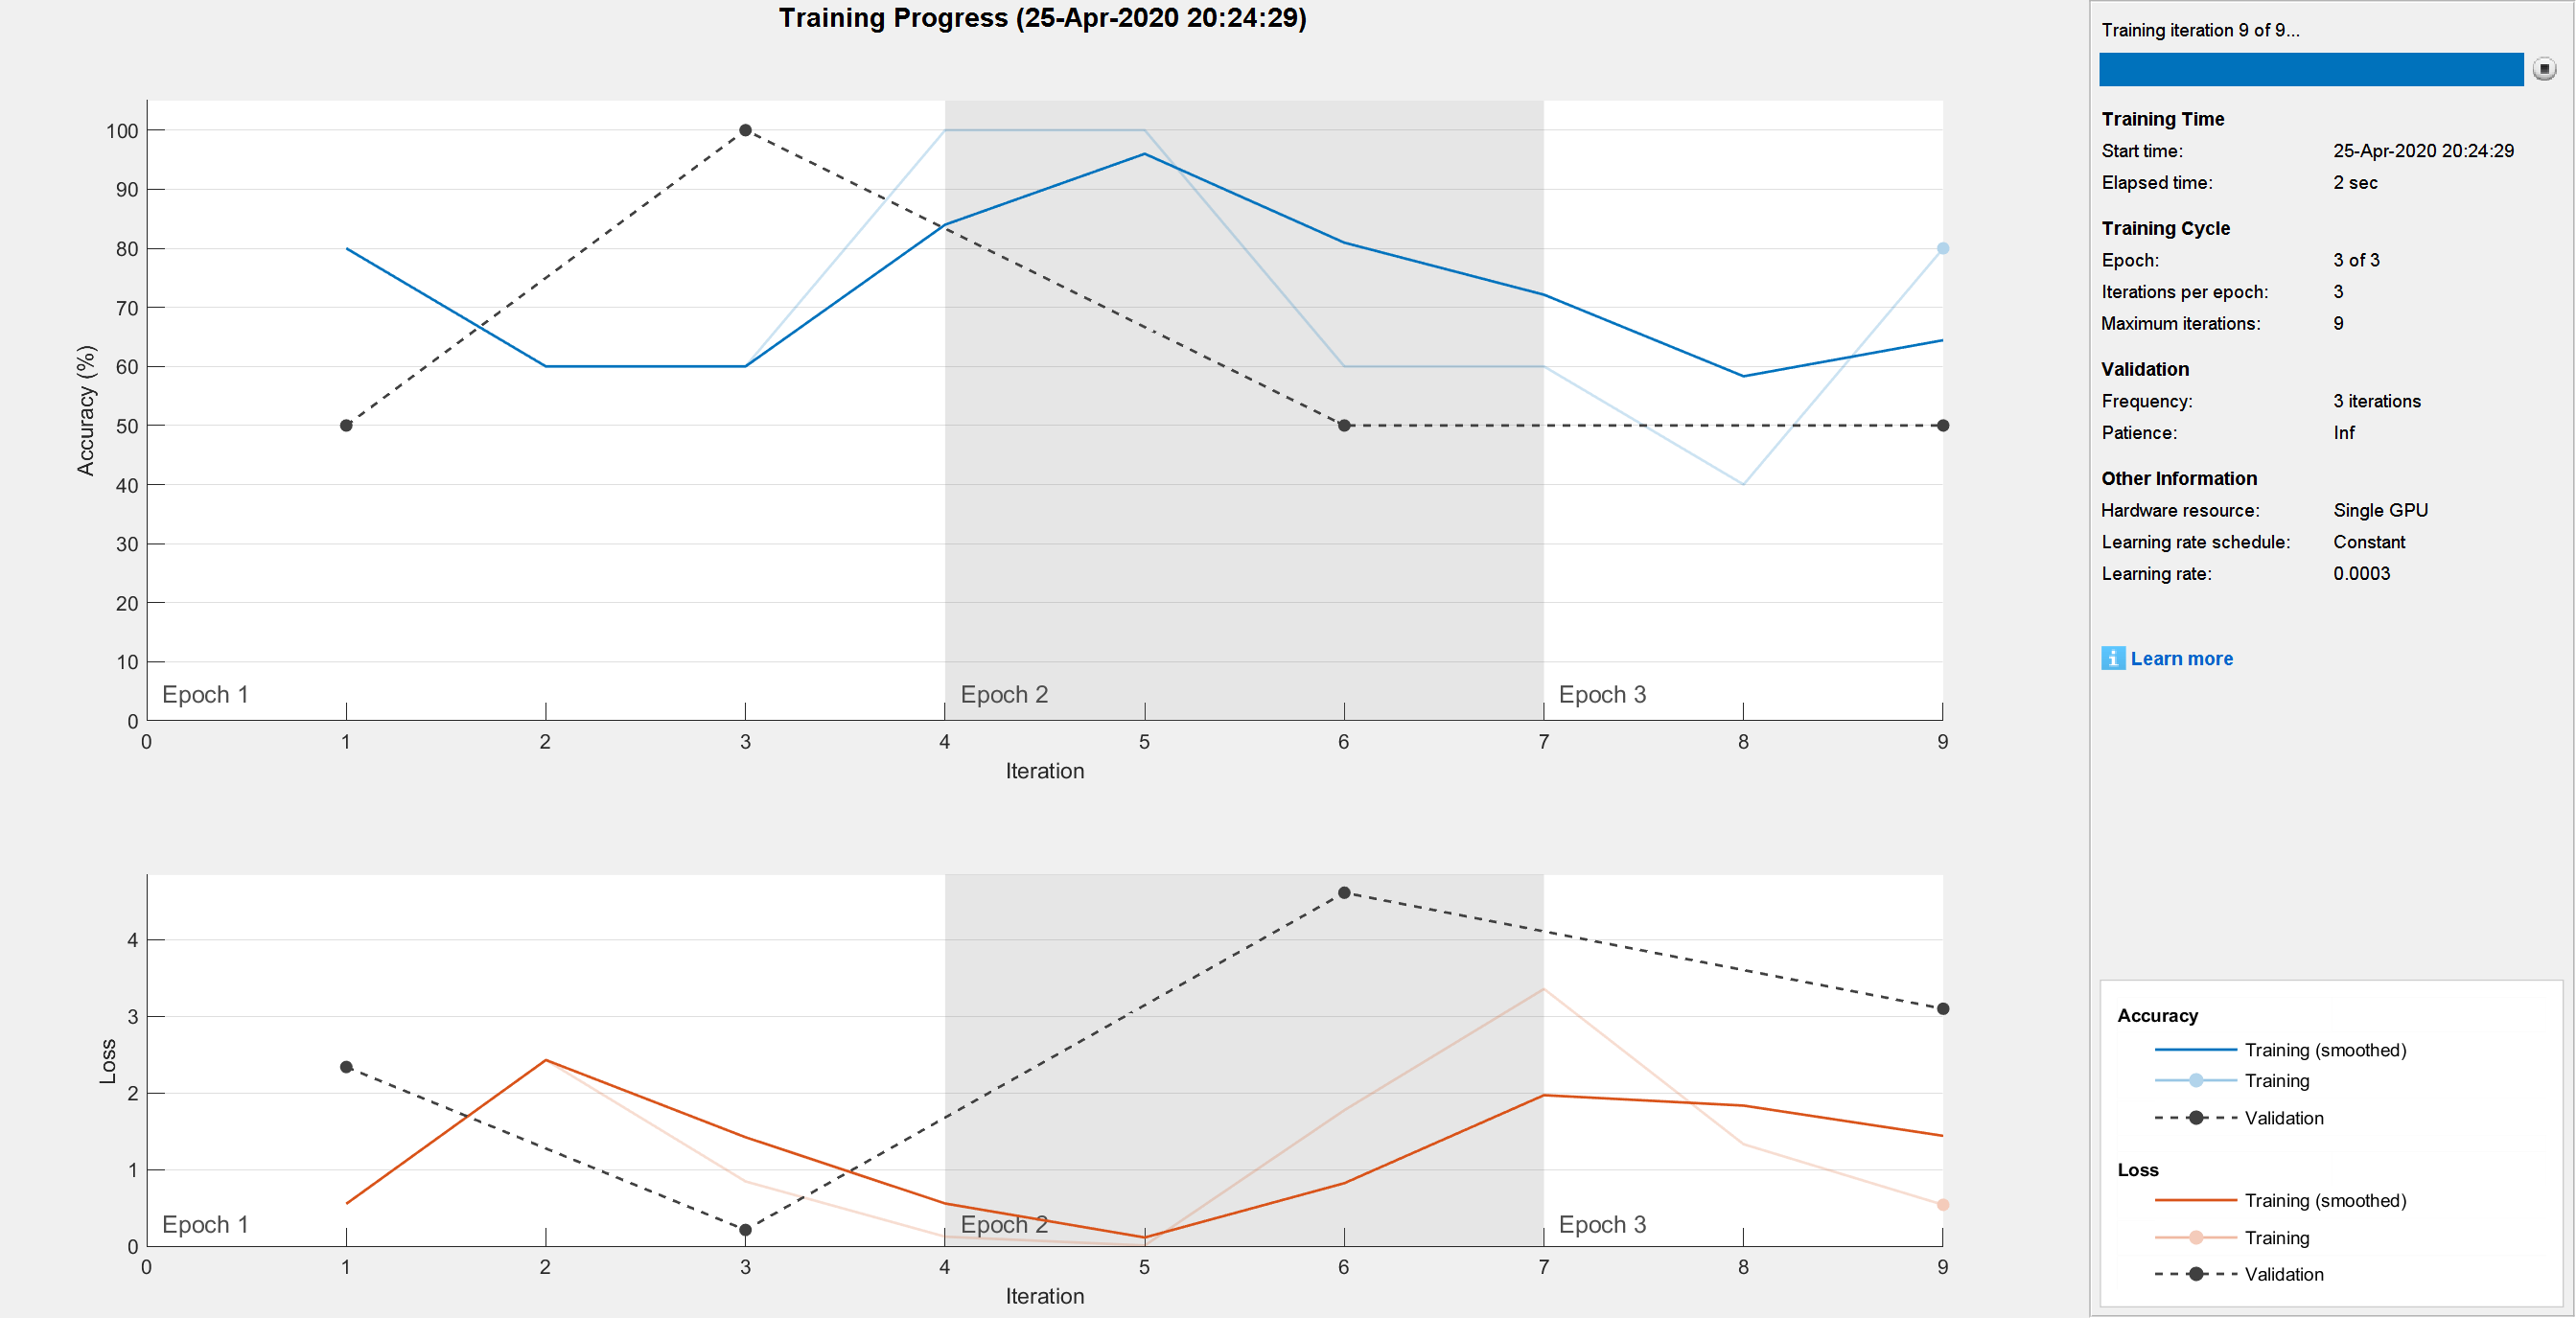 Training Progress (25-Apr-2020 20:24:29)
100
90
80
70
60
50
40
30
20
10
0
Accuracy (%)
Epoch 1
Epoch 2
Epoch 3
0 1 2 3 4 5 6 7 8 9
Iteration
4
3
2
1
0
Loss
Epoch 1
Epoch 2
Epoch 3
0 1 2 3 4 5 6 7 8 9
Iteration
Training iteration 9 of 9...
Training Time
Start time: 25-Apr-2020 20:24:29
Elapsed time: 2 sec
Training Cycle
Epoch: 3 of 3
Iterations per epoch: 3
Maximum iterations: 9
Validation
Frequency: 3 iterations
Patience: Inf
Other Information
Hardware resource: Single GPU
Learning rate schedule: Constant
Learning rate: 0.0003
i Learn more
Accuracy
Training (smoothed)
Training
Validation
Loss
Training (smoothed)
Training
Validation